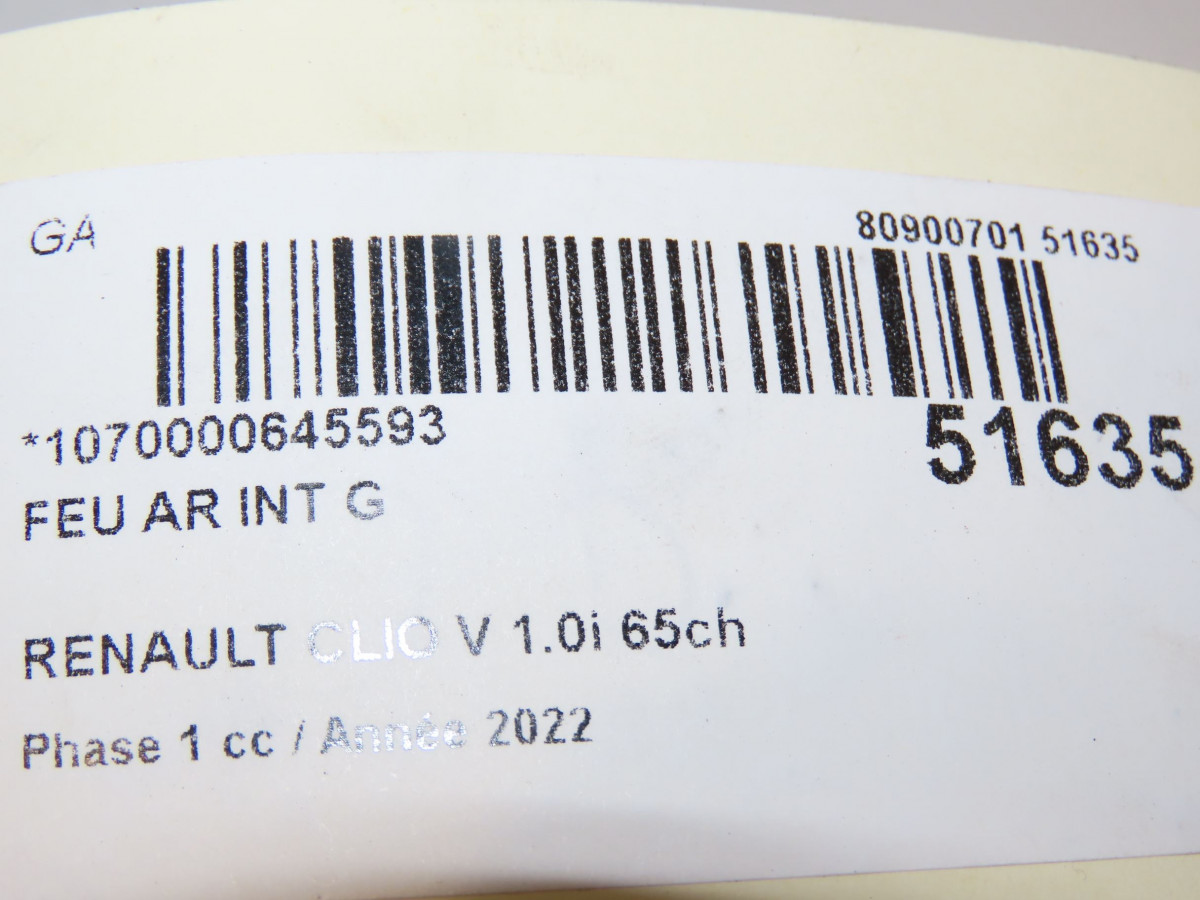 GA
80900701 51635
*1070000645593
51635
FEU AR INT G
RENAULT CLIO V 1.0i 65ch
Phase 1 cc / Année 2022